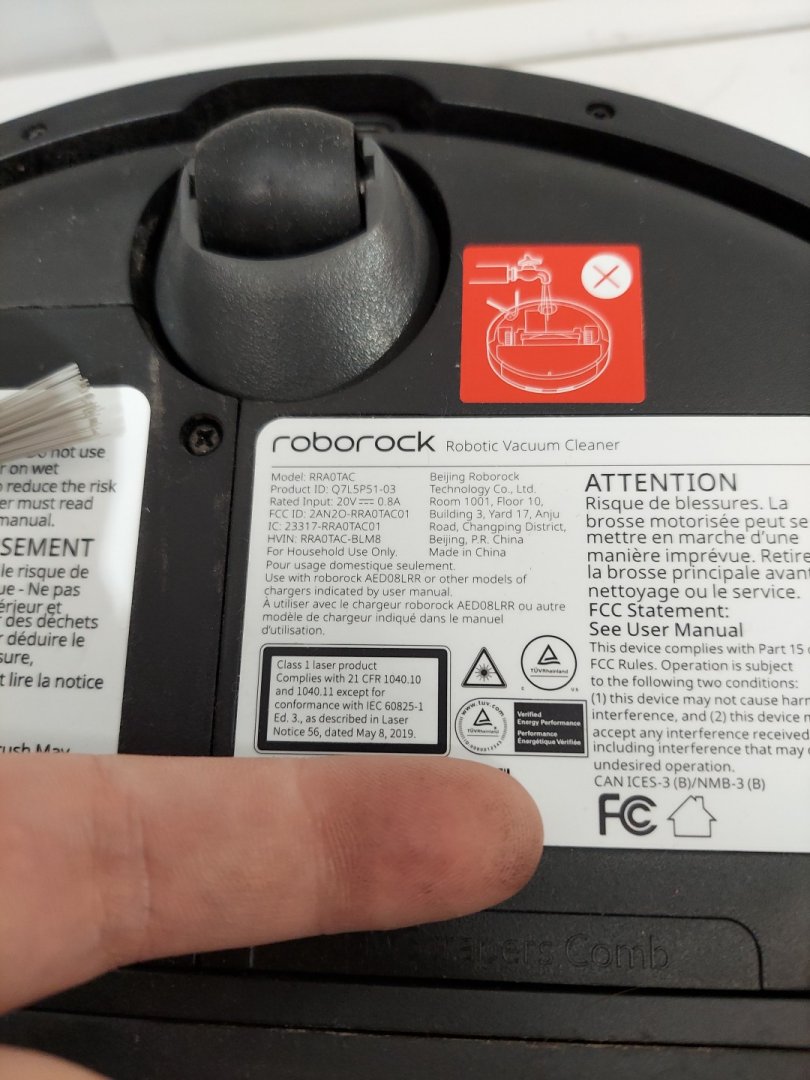 Do not use
on wet
reduce the risk
must read
manual.
le risque de
- Ne pas
et
des déchets
déduire le
lire la notice
May
roborock Robotic Vacuum Cleaner
Model: RRA0TAC
Product ID: Q7L5P51-03
Rated Input: 20V ⎓ 0.8A
FCC ID: 2AN2O-RRA0TAC01
IC: 23317-RRA0TAC01
HVIN: RRA0TAC-BLM8
For Household Use Only.
Pour usage domestique seulement.
Use with roborock AED08LRR or other models of
chargers indicated by user manual.
À utiliser avec le chargeur roborock AED08LRR ou autre
modèle de chargeur indiqué dans le manuel
d'utilisation.
Beijing Roborock
Technology Co., Ltd.
Room 1001, Floor 10,
Building 3, Yard 17, Anju
Road, Changping District,
Beijing, P.R. China
Made in China
Class 1 laser product
Complies with 21 CFR 1040.10
and 1040.11 except for
conformance with IEC 60825-1
Ed. 3., as described in Laser
Notice 56, dated May 8, 2019.
TÜVRheinland
C US
www.tuv.com
TÜVRheinland
Verified
Energy Performance
Performance
Énergétique Vérifiée
ATTENTION
Risque de blessures. La
brosse motorisée peut se
mettre en marche d'une
manière imprévue. Retire
la brosse principale avant
nettoyage ou le service.
FCC Statement:
See User Manual
This device complies with Part 15
FCC Rules. Operation is subject
to the following two conditions:
(1) this device may not cause
interference, and (2) this device
accept any interference received
including interference that may
undesired operation.
CAN ICES-3 (B)/NMB-3 (B)
FC
Comb